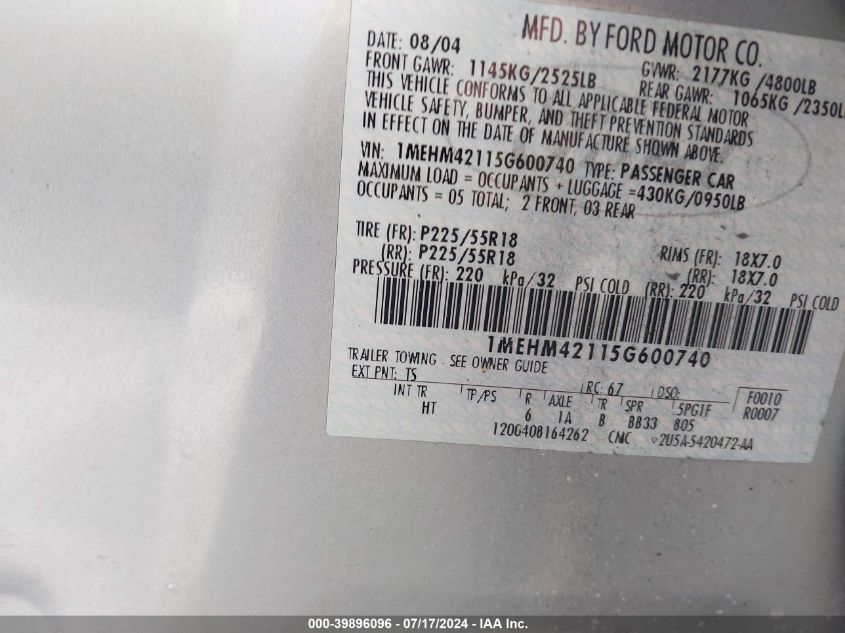 MFD. BY FORD MOTOR CO.
DATE: 08/04 GVWR: 2177KG /4800LB
FRONT GAWR: 1145KG/2525LB REAR GAWR: 1065KG /2350L
THIS VEHICLE CONFORMS TO ALL APPLICABLE FEDERAL MOTOR
VEHICLE SAFETY, BUMPER, AND THEFT PREVENTION STANDARDS
IN EFFECT ON THE DATE OF MANUFACTURE SHOWN ABOVE.
VIN: 1MEHM42115G600740 TYPE: PASSENGER CAR
MAXIMUM LOAD = OCCUPANTS + LUGGAGE =430KG/0950LB
OCCUPANTS = 05 TOTAL; 2 FRONT, 03 REAR
TIRE (FR): P225/55R18 RIMS (FR): 18X7.0
(RR): P225/55R18 (RR): 18X7.0
PRESSURE (FR): 220 kPa/32 PSI COLD (RR): 220 kPa/32 PSI COLD
1MEHM42115G600740
TRAILER TOWING - SEE OWNER GUIDE
EXT PNT: TS RC: 67 DSO: F0010
INT TR TP/PS R AXLE TR SPR 5PG1F R0007
HT 6 1A B BB33 B05
120G408164262 CMC 2U5A-5420472-AA
000-39896096 - 07/17/2024 - IAA Inc.